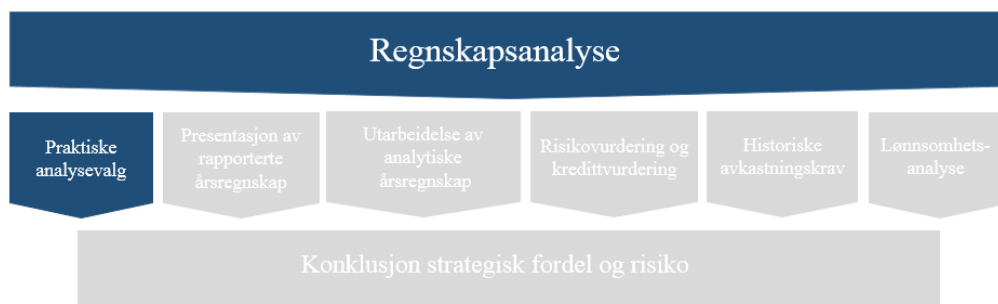 Regnskapsanalyse
Praktiske
analysevalg
Presentasjon av
rapporterte
årsregnskap
Utarbeidelse av
analytiske
årsregnskap
Risikovurdering og
kredittvurdering
Historiske
avkastningskrav
Lønnsomhets-
analyse
Konklusjon strategisk fordel og risiko